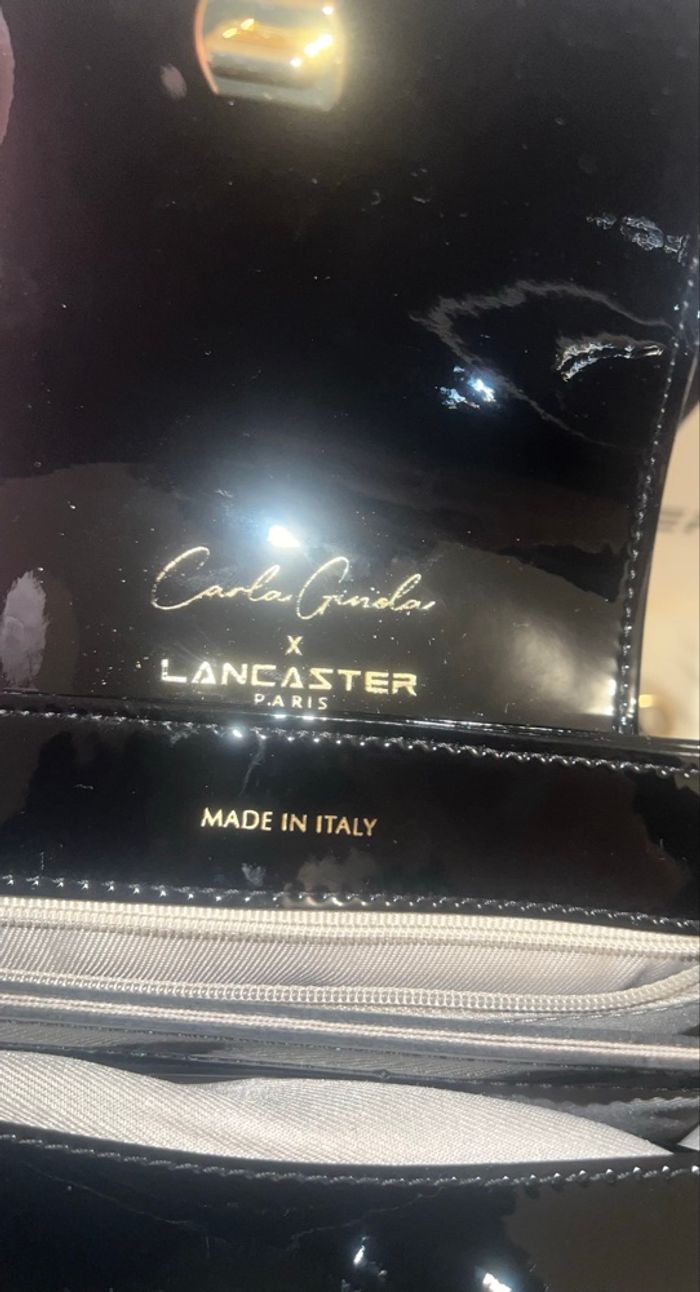 Carla Ginola
X
LANCASTER
PARIS
MADE IN ITALY